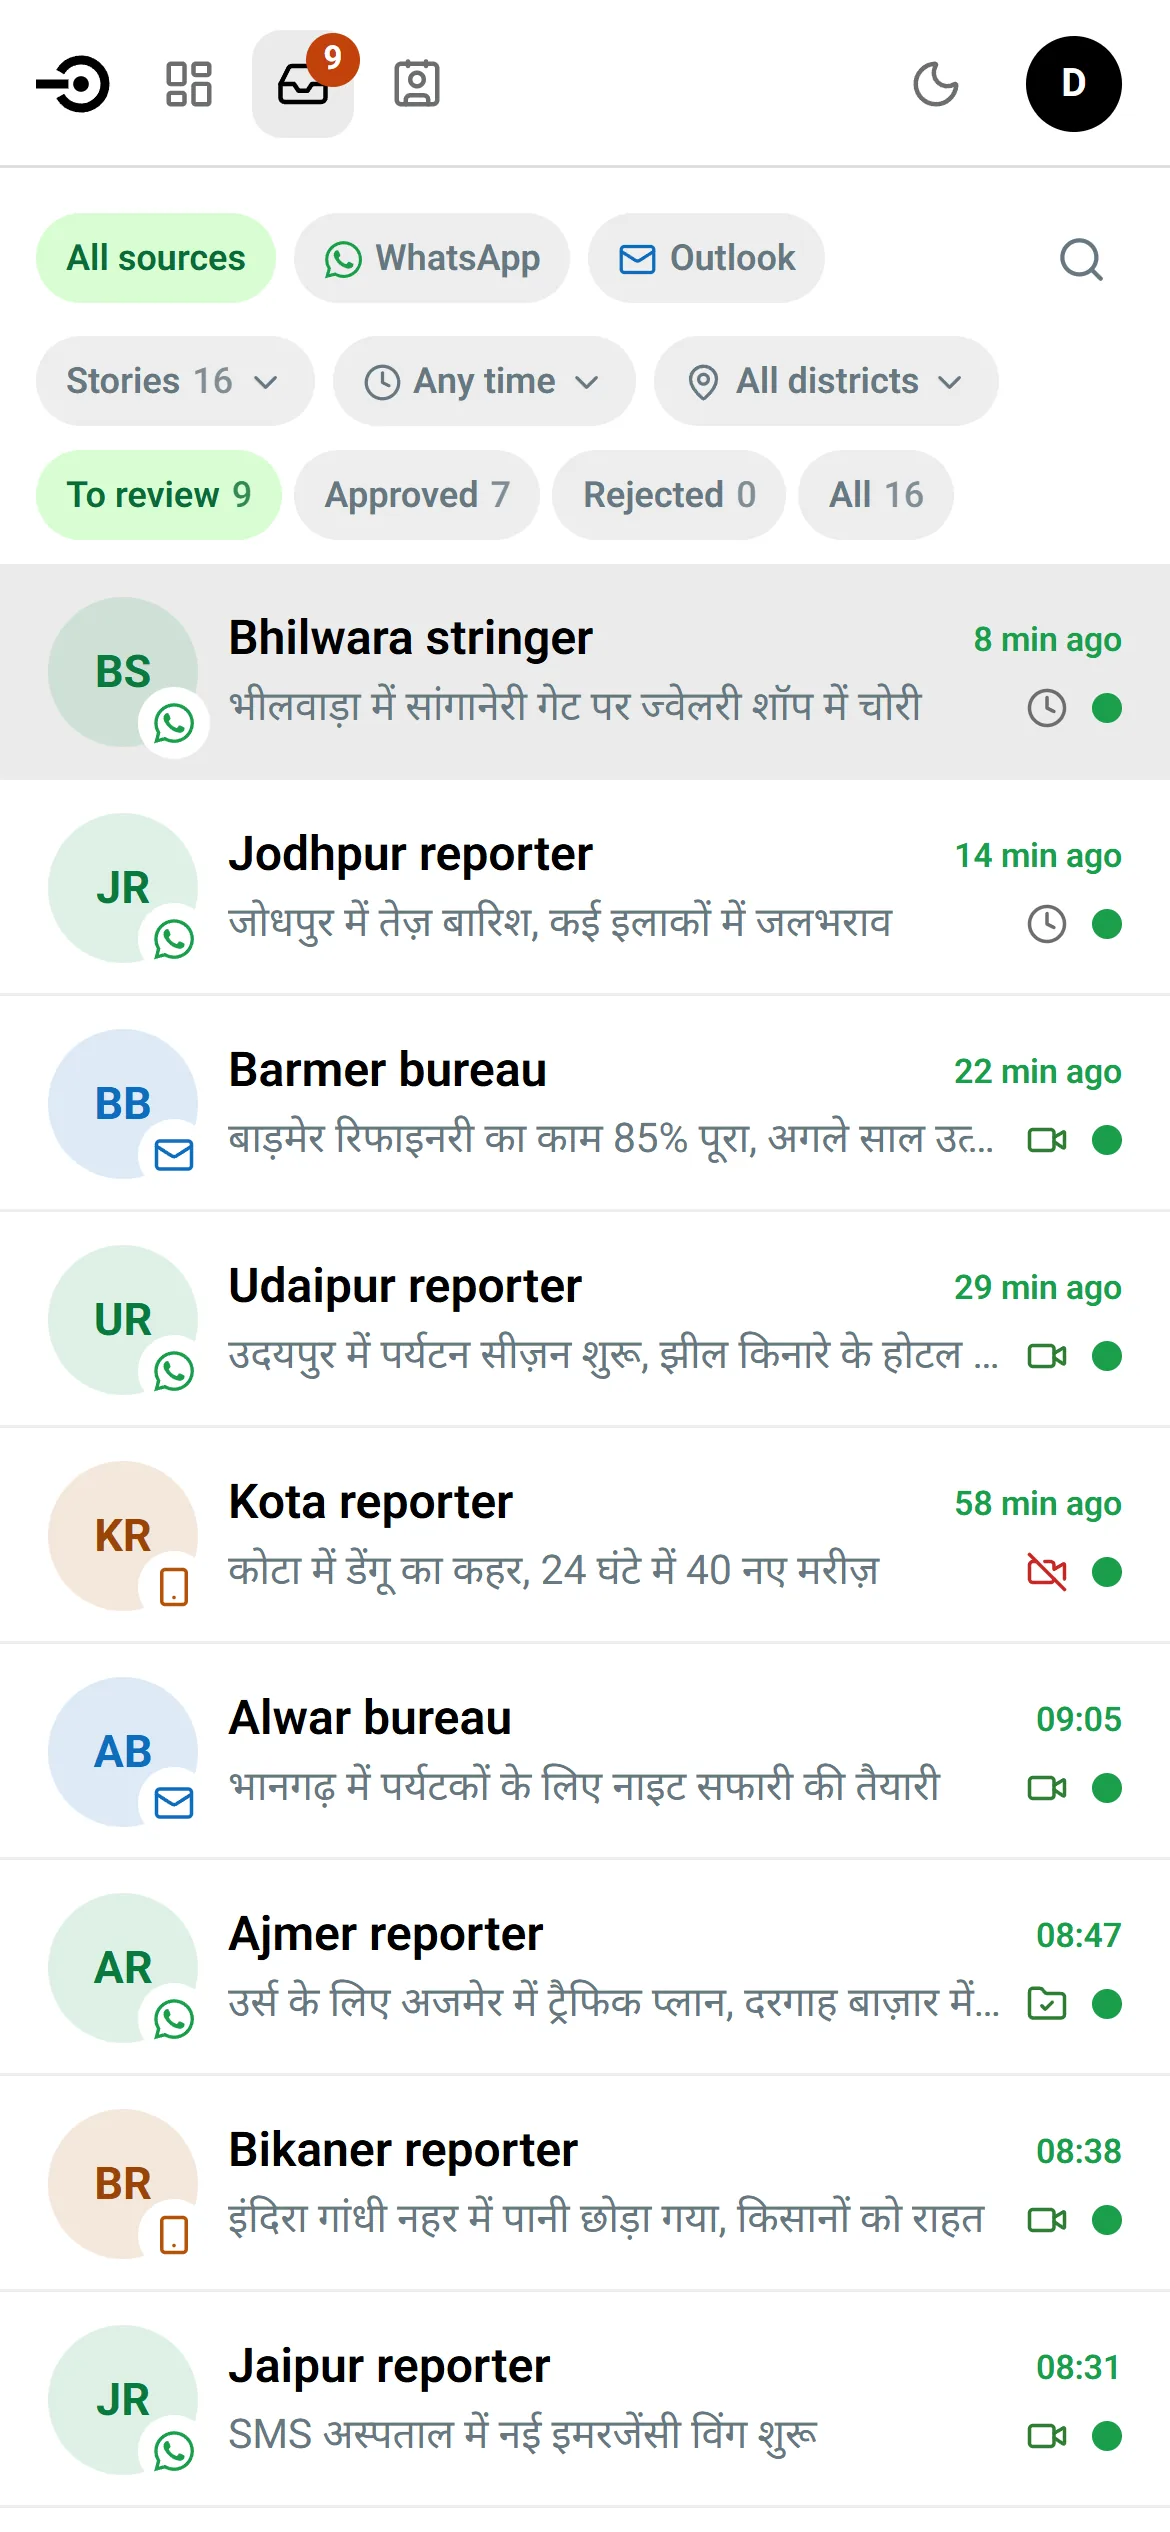 9
D
All sources WhatsApp Outlook
Stories 16 Any time All districts
To review 9 Approved 7 Rejected 0 All 16
BS Bhilwara stringer 8 min ago
भीलवाड़ा में सांगानेरी गेट पर ज्वेलरी शॉप में चोरी
JR Jodhpur reporter 14 min ago
जोधपुर में तेज़ बारिश, कई इलाकों में जलभराव
BB Barmer bureau 22 min ago
बाड़मेर रिफाइनरी का काम 85% पूरा, अगले साल उत...
UR Udaipur reporter 29 min ago
उदयपुर में पर्यटन सीज़न शुरू, झील किनारे के होटल ...
KR Kota reporter 58 min ago
कोटा में डेंगू का कहर, 24 घंटे में 40 नए मरीज़
AB Alwar bureau 09:05
भानगढ़ में पर्यटकों के लिए नाइट सफारी की तैयारी
AR Ajmer reporter 08:47
उर्स के लिए अजमेर में ट्रैफिक प्लान, दरगाह बाज़ार में...
BR Bikaner reporter 08:38
इंदिरा गांधी नहर में पानी छोड़ा गया, किसानों को राहत
JR Jaipur reporter 08:31
SMS अस्पताल में नई इमरजेंसी विंग शुरू